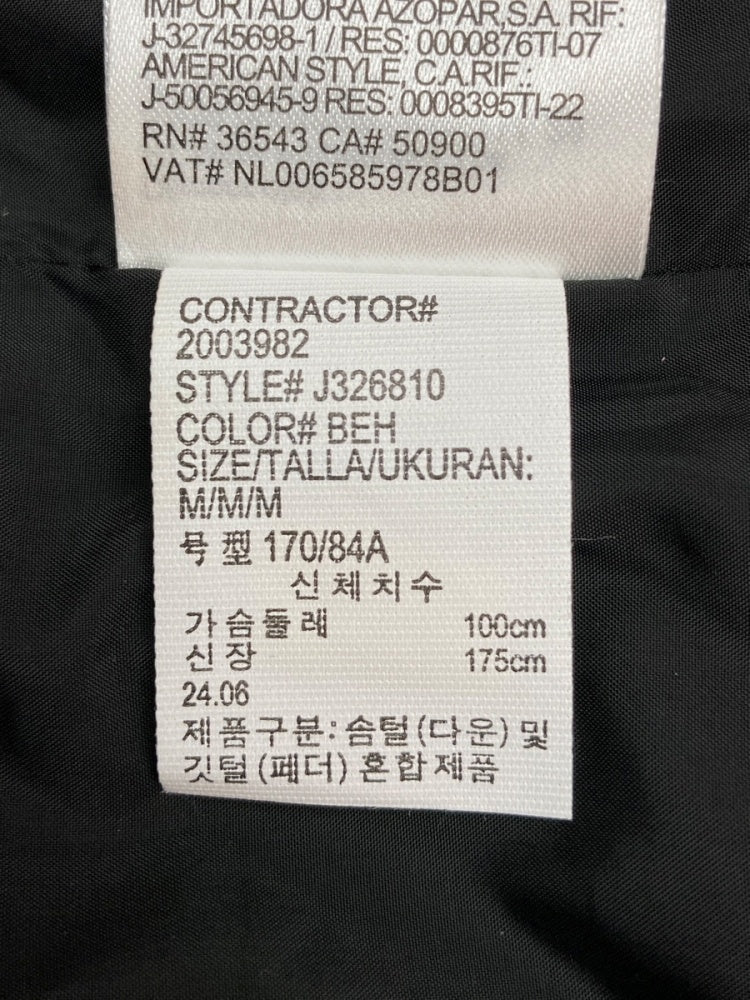 IMPORTADORA AZOPAR,S.A. RIF:
J-32745698-1 / RES: 0000876TI-07
AMERICAN STYLE, C.A.RIF.:
J-50056945-9 RES: 0008395TI-22
RN# 36543 CA# 50900
VAT# NL006585978B01
CONTRACTOR#
2003982
STYLE# J326810
COLOR# BEH
SIZE/TALLA/UKURAN:
M/M/M
号型 170/84A
신체치수
가슴둘레 100cm
신장 175cm
24.06
제품구분: 솜털 (다운) 및
깃털 (페더) 혼합 제품